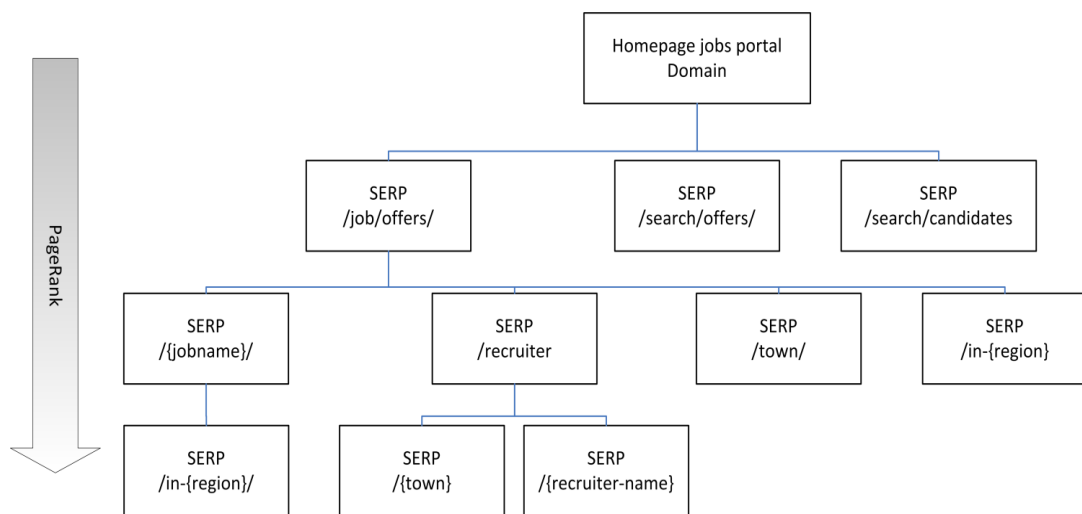 Homepage jobs portal
Domain
SERP
/job/offers/
SERP
/search/offers/
SERP
/search/candidates
PageRank
SERP
/{jobname}/
SERP
/recruiter
SERP
/town/
SERP
/in-{region}
SERP
/in-{region}/
SERP
/{town}
SERP
/{recruiter-name}